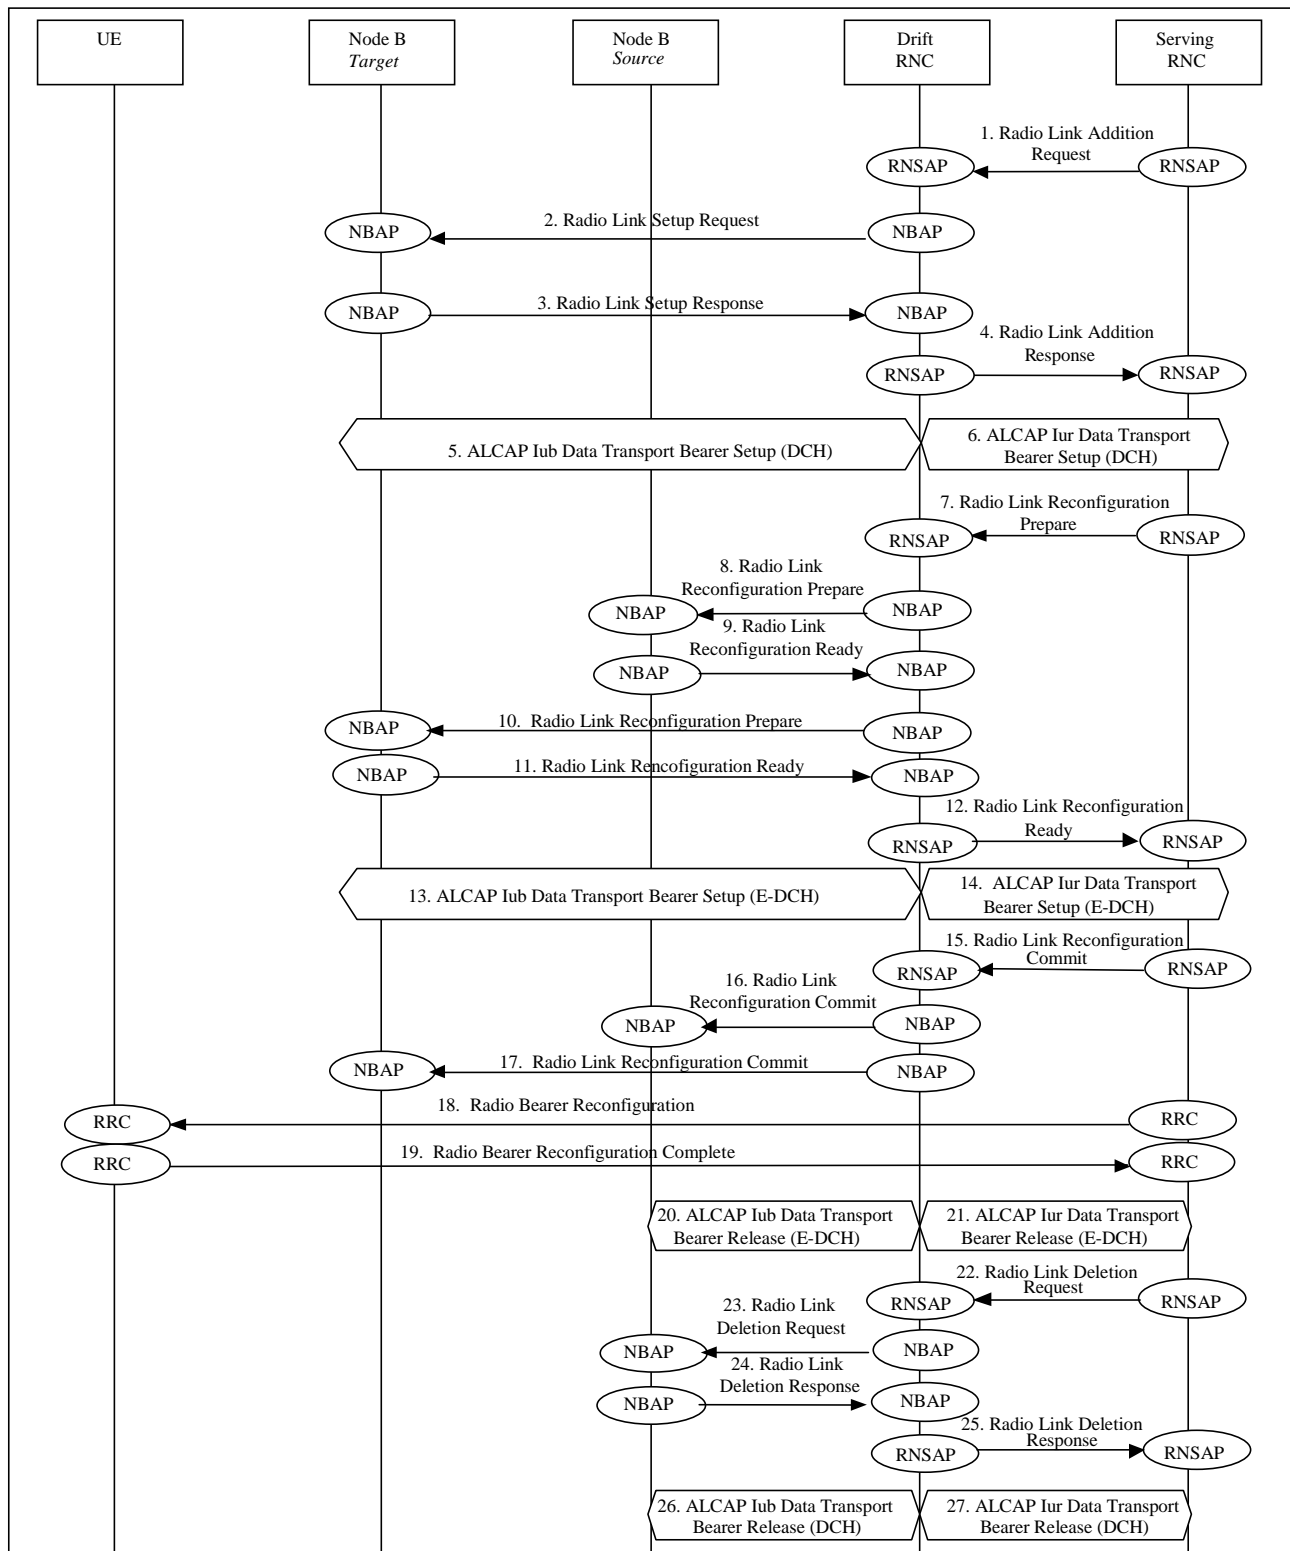 UE
Node B
Target
Node B
Source
Drift
RNC
Serving
RNC
1. Radio Link Addition
Request
RNSAP
RNSAP
2. Radio Link Setup Request
NBAP
NBAP
3. Radio Link Setup Response
NBAP
NBAP
4. Radio Link Addition
Response
RNSAP
RNSAP
5. ALCAP Iub Data Transport Bearer Setup (DCH)
6. ALCAP Iur Data Transport
Bearer Setup (DCH)
7. Radio Link Reconfiguration
Prepare
RNSAP
RNSAP
8. Radio Link
Reconfiguration Prepare
NBAP
NBAP
9. Radio Link
Reconfiguration Ready
NBAP
NBAP
10. Radio Link Reconfiguration Prepare
NBAP
NBAP
11. Radio Link Rencofiguration Ready
NBAP
NBAP
12. Radio Link Reconfiguration
Ready
RNSAP
RNSAP
13. ALCAP Iub Data Transport Bearer Setup (E-DCH)
14. ALCAP Iur Data Transport
Bearer Setup (E-DCH)
15. Radio Link Reconfiguration
Commit
RNSAP
RNSAP
16. Radio Link
Reconfiguration Commit
NBAP
NBAP
17. Radio Link Reconfiguration Commit
NBAP
NBAP
18. Radio Bearer Reconfiguration
RRC
RRC
19. Radio Bearer Reconfiguration Complete
RRC
RRC
20. ALCAP Iub Data Transport
Bearer Release (E-DCH)
21. ALCAP Iur Data Transport
Bearer Release (E-DCH)
22. Radio Link Deletion
Request
RNSAP
RNSAP
23. Radio Link
Deletion Request
NBAP
NBAP
24. Radio Link
Deletion Response
NBAP
NBAP
25. Radio Link Deletion
Response
RNSAP
RNSAP
26. ALCAP Iub Data Transport
Bearer Release (DCH)
27. ALCAP Iur Data Transport
Bearer Release (DCH)